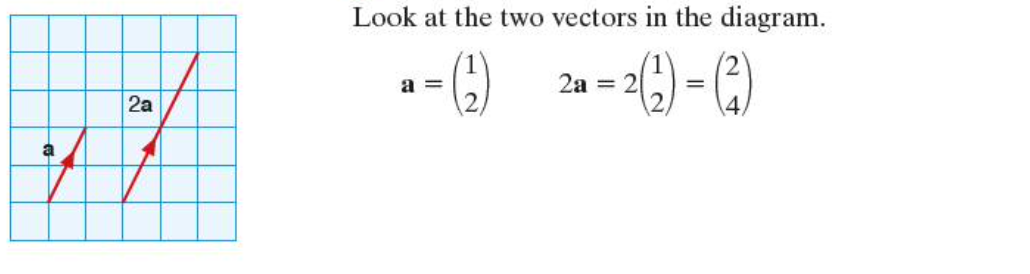 Look at the two vectors in the diagram.
a = (1 2) 2a = 2(1 2) = (2 4)
2a
a